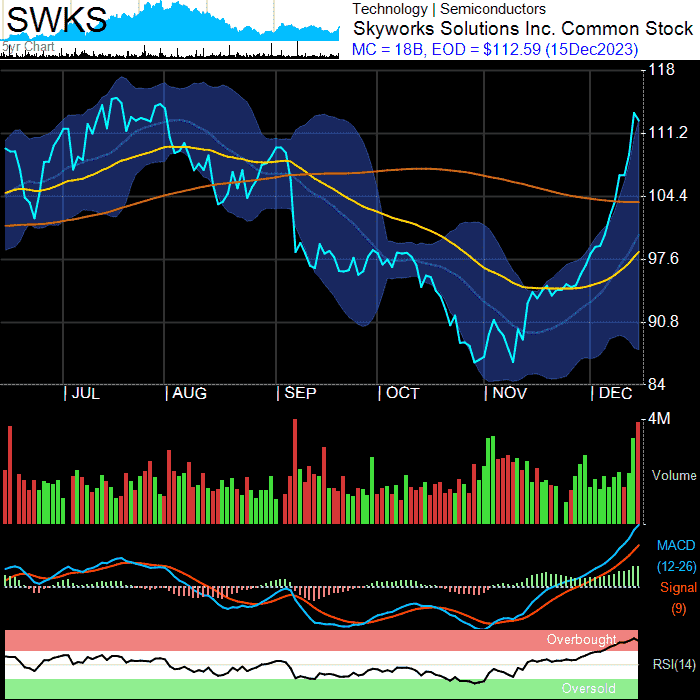 SWKS
5yr Chart
Technology | Semiconductors
Skyworks Solutions Inc. Common Stock
MC = 18B, EOD = $112.59 (15Dec2023)
118
111.2
104.4
97.6
90.8
84
| JUL | AUG | SEP | OCT | NOV | DEC
4M
Volume
MACD
(12-26)
Signal
(9)
Overbought
RSI(14)
Oversold